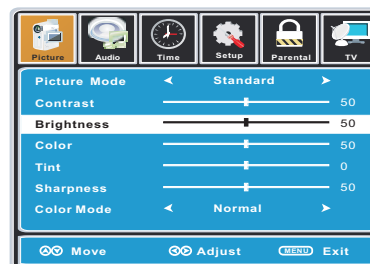 Picture Audio Time Setup Parental TV
Picture Mode Standard
Contrast 50
Brightness 50
Color 50
Tint 0
Sharpness 50
Color Mode Normal
Move Adjust MENU Exit